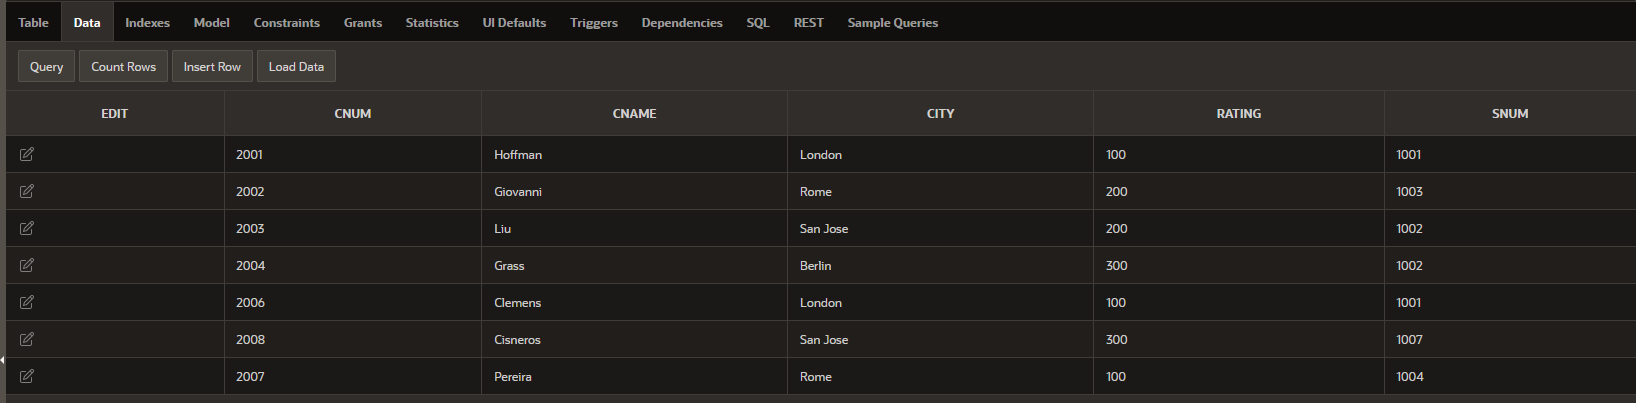 Table Data Indexes Model Constraints Grants Statistics UI Defaults Triggers Dependencies SQL REST Sample Queries
Query Count Rows Insert Row Load Data
EDIT CNUM CNAME CITY RATING SNUM
2001 Hoffman London 100 1001
2002 Giovanni Rome 200 1003
2003 Liu San Jose 200 1002
2004 Grass Berlin 300 1002
2006 Clemens London 100 1001
2008 Cisneros San Jose 300 1007
2007 Pereira Rome 100 1004